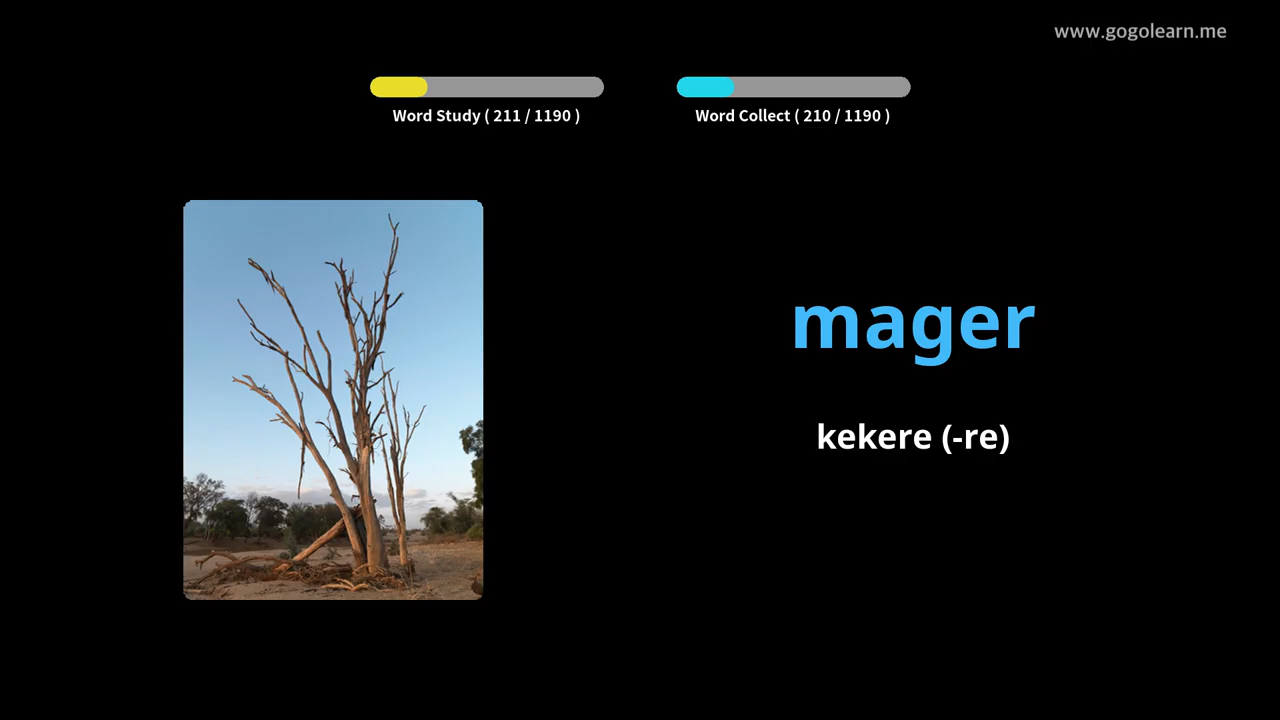 www.gogolearn.me
Word Study ( 211 / 1190 )
Word Collect ( 210 / 1190 )
mager
kekere (-re)